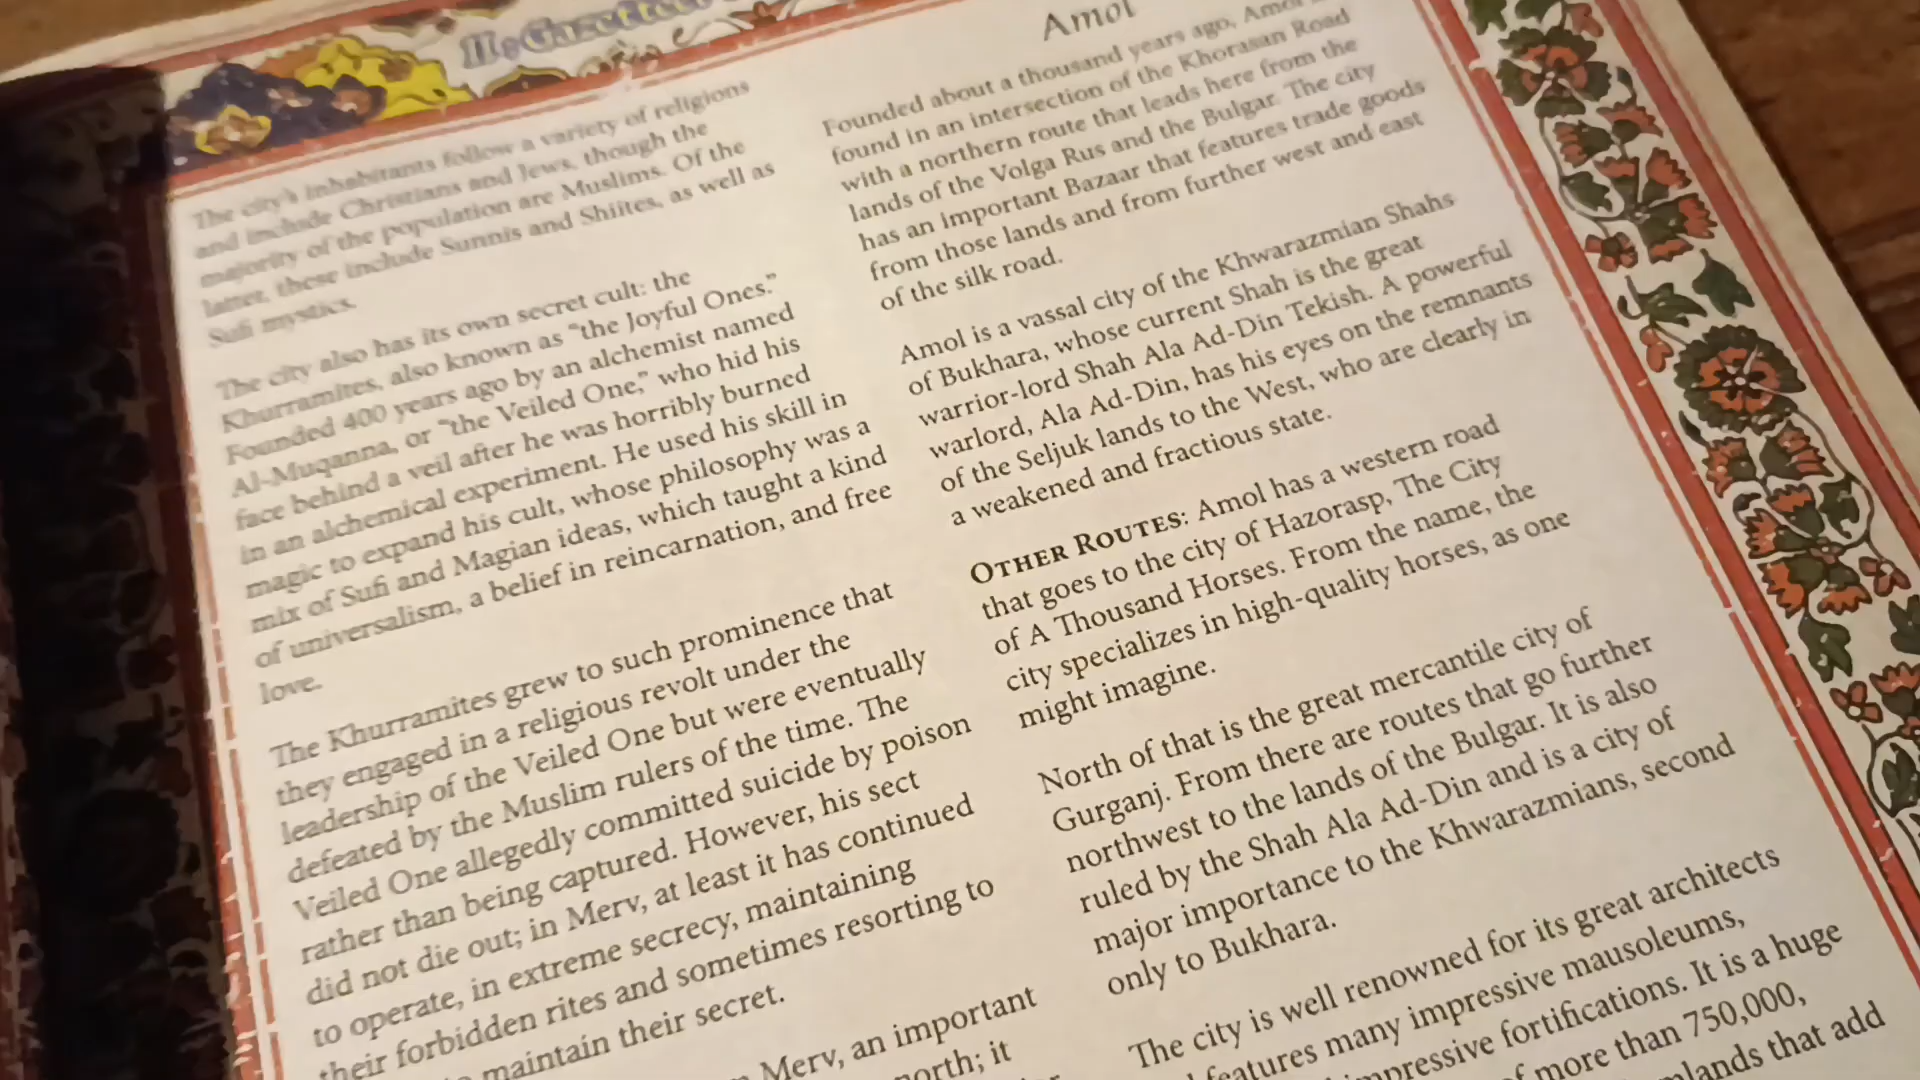 II. Gazetteer
The city's inhabitants follow a variety of religions
and include Christians and Jews, though the
majority of the population are Muslims. Of the
latter, these include Sunnis and Shiites, as well as
Sufi mystics.
The city also has its own secret cult: the
Khurramites, also known as "the Joyful Ones."
Founded 400 years ago by an alchemist named
Al-Muqanna, or "the Veiled One," who hid his
face behind a veil after he was horribly burned
in an alchemical experiment. He used his skill in
magic to expand his cult, whose philosophy was a
mix of Sufi and Magian ideas, which taught a kind
of universalism, a belief in reincarnation, and free
love.
The Khurramites grew to such prominence that
they engaged in a religious revolt under the
leadership of the Veiled One but were eventually
defeated by the Muslim rulers of the time. The
Veiled One allegedly committed suicide by poison
rather than being captured. However, his sect
did not die out; in Merv, at least it has continued
to operate, in extreme secrecy, maintaining
their forbidden rites and sometimes resorting to
maintain their secret.
Merv, an important
north; it
Amol
Founded about a thousand years ago, Amol
found in an intersection of the Khorasan Road
with a northern route that leads here from the
lands of the Volga Rus and the Bulgar. The city
has an important Bazaar that features trade goods
from those lands and from further west and east
of the silk road.
Amol is a vassal city of the Khwarazmian Shahs
of Bukhara, whose current Shah is the great
warrior-lord Shah Ala Ad-Din Tekish. A powerful
warlord, Ala Ad-Din, has his eyes on the remnants
of the Seljuk lands to the West, who are clearly in
a weakened and fractious state.
OTHER ROUTES: Amol has a western road
that goes to the city of Hazorasp, The City
of A Thousand Horses. From the name, the
city specializes in high-quality horses, as one
might imagine.
North of that is the great mercantile city of
Gurganj. From there are routes that go further
northwest to the lands of the Bulgar. It is also
ruled by the Shah Ala Ad-Din and is a city of
major importance to the Khwarazmians, second
only to Bukhara.
The city is well renowned for its great architects
features many impressive mausoleums,
impressive fortifications. It is a huge
of more than 750,000,
that add